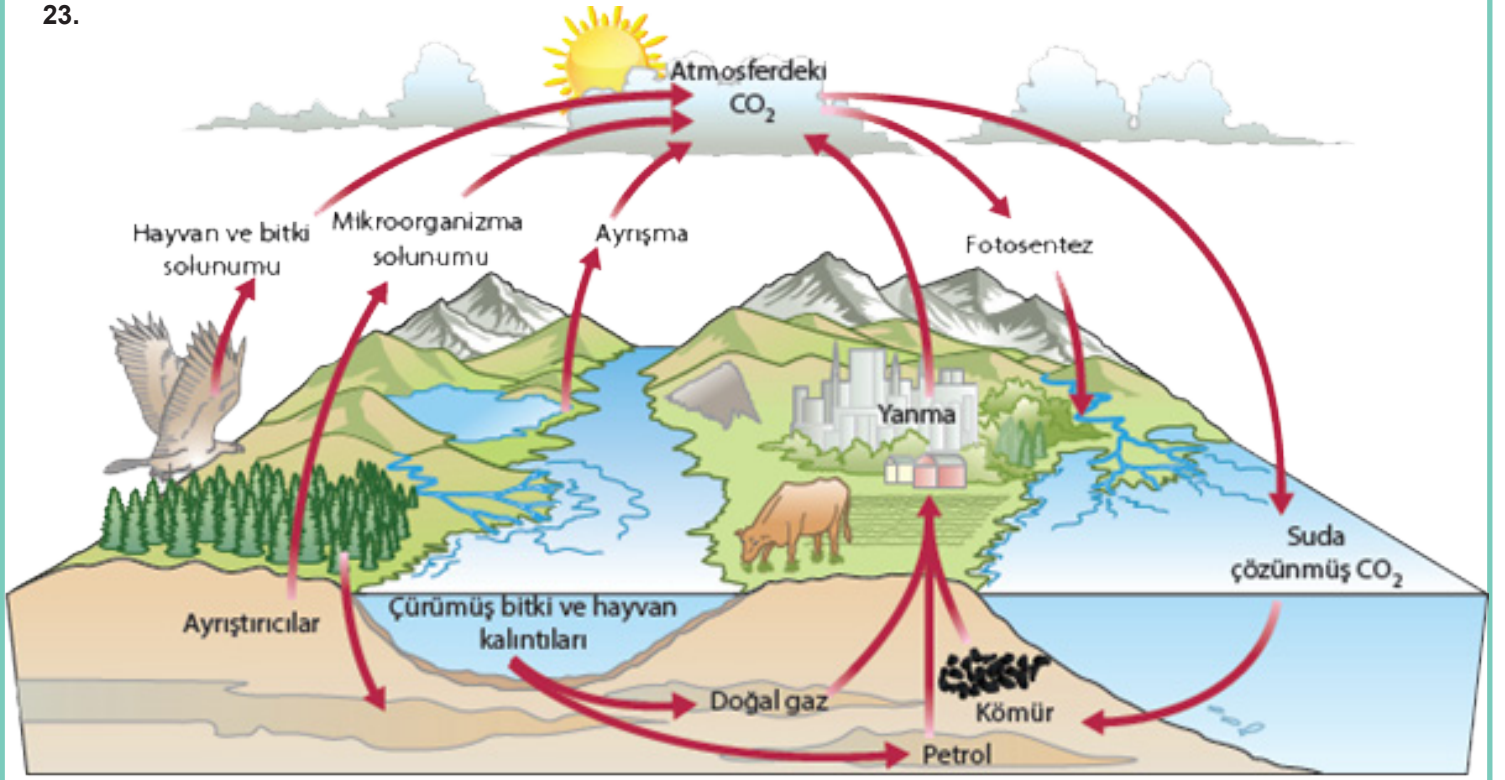 23.
Atmosferdeki
CO₂
Hayvan ve bitki
solunumu
Mikroorganizma
solunumu
Ayrışma
Fotosentez
Yanma
Suda
çözünmüş CO₂
Ayrıştırıcılar
Çürümüş bitki ve hayvan
kalıntıları
Doğal gaz
Kömür
Petrol